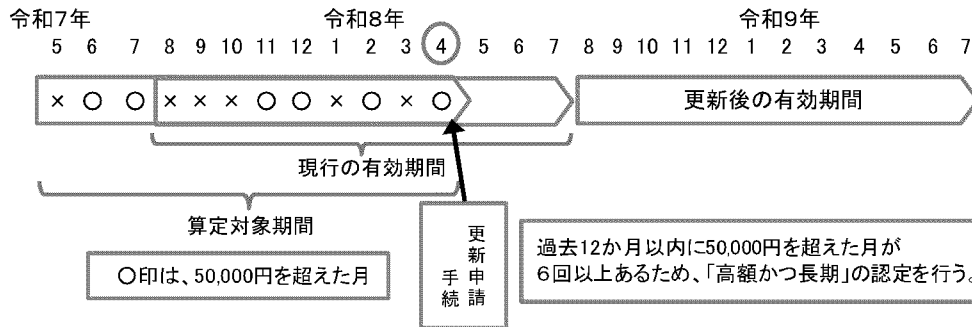 令和7年 令和8年 令和9年
5 6 7 8 9 10 11 12 1 2 3 4 5 6 7 8 9 10 11 12 1 2 3 4 5 6 7
× ○ ○ × × × ○ ○ × ○ × ○ 更新後の有効期間
現行の有効期間
算定対象期間
○印は、50,000円を超えた月
更新申請
手続
過去12か月以内に50,000円を超えた月が
6回以上あるため、「高額かつ長期」の認定を行う。